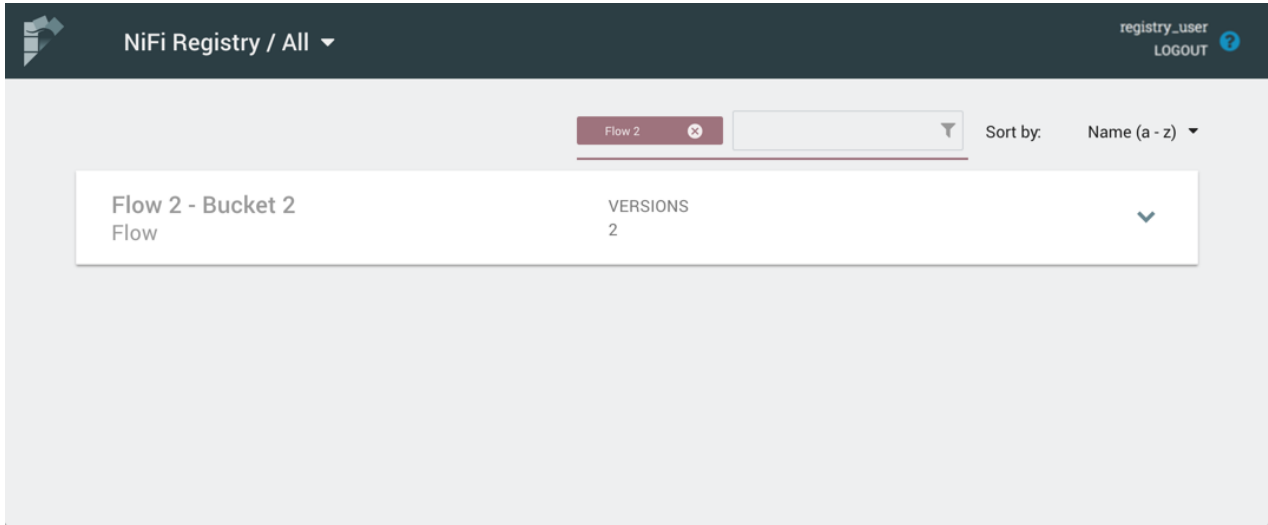 NiFi Registry / All
registry_user
LOGOUT
Flow 2
Sort by:
Name (a - z)
Flow 2 - Bucket 2
Flow
VERSIONS
2